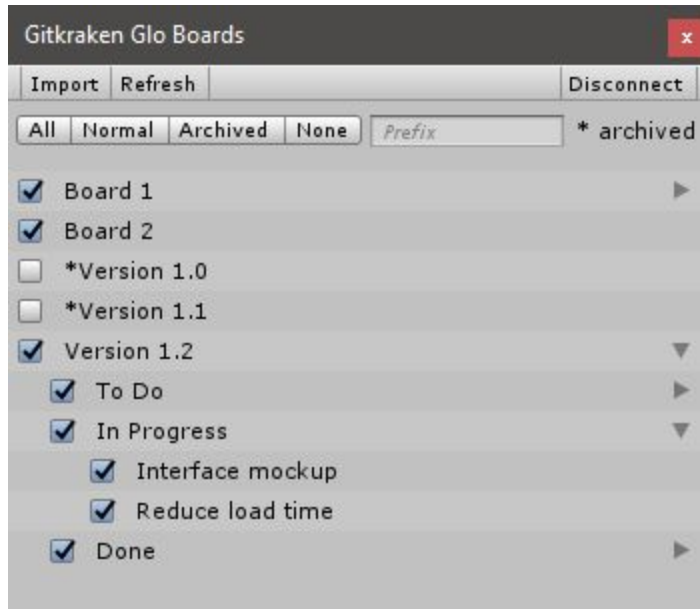 Gitkraken Glo Boards x
Import Refresh Disconnect
All Normal Archived None Prefix * archived
Board 1
Board 2
*Version 1.0
*Version 1.1
Version 1.2
To Do
In Progress
Interface mockup
Reduce load time
Done